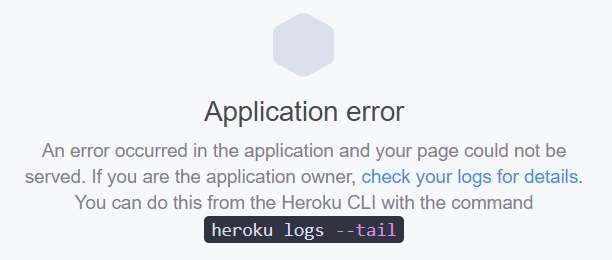 Application error
An error occurred in the application and your page could not be
served. If you are the application owner, check your logs for details.
You can do this from the Heroku CLI with the command
heroku logs --tail